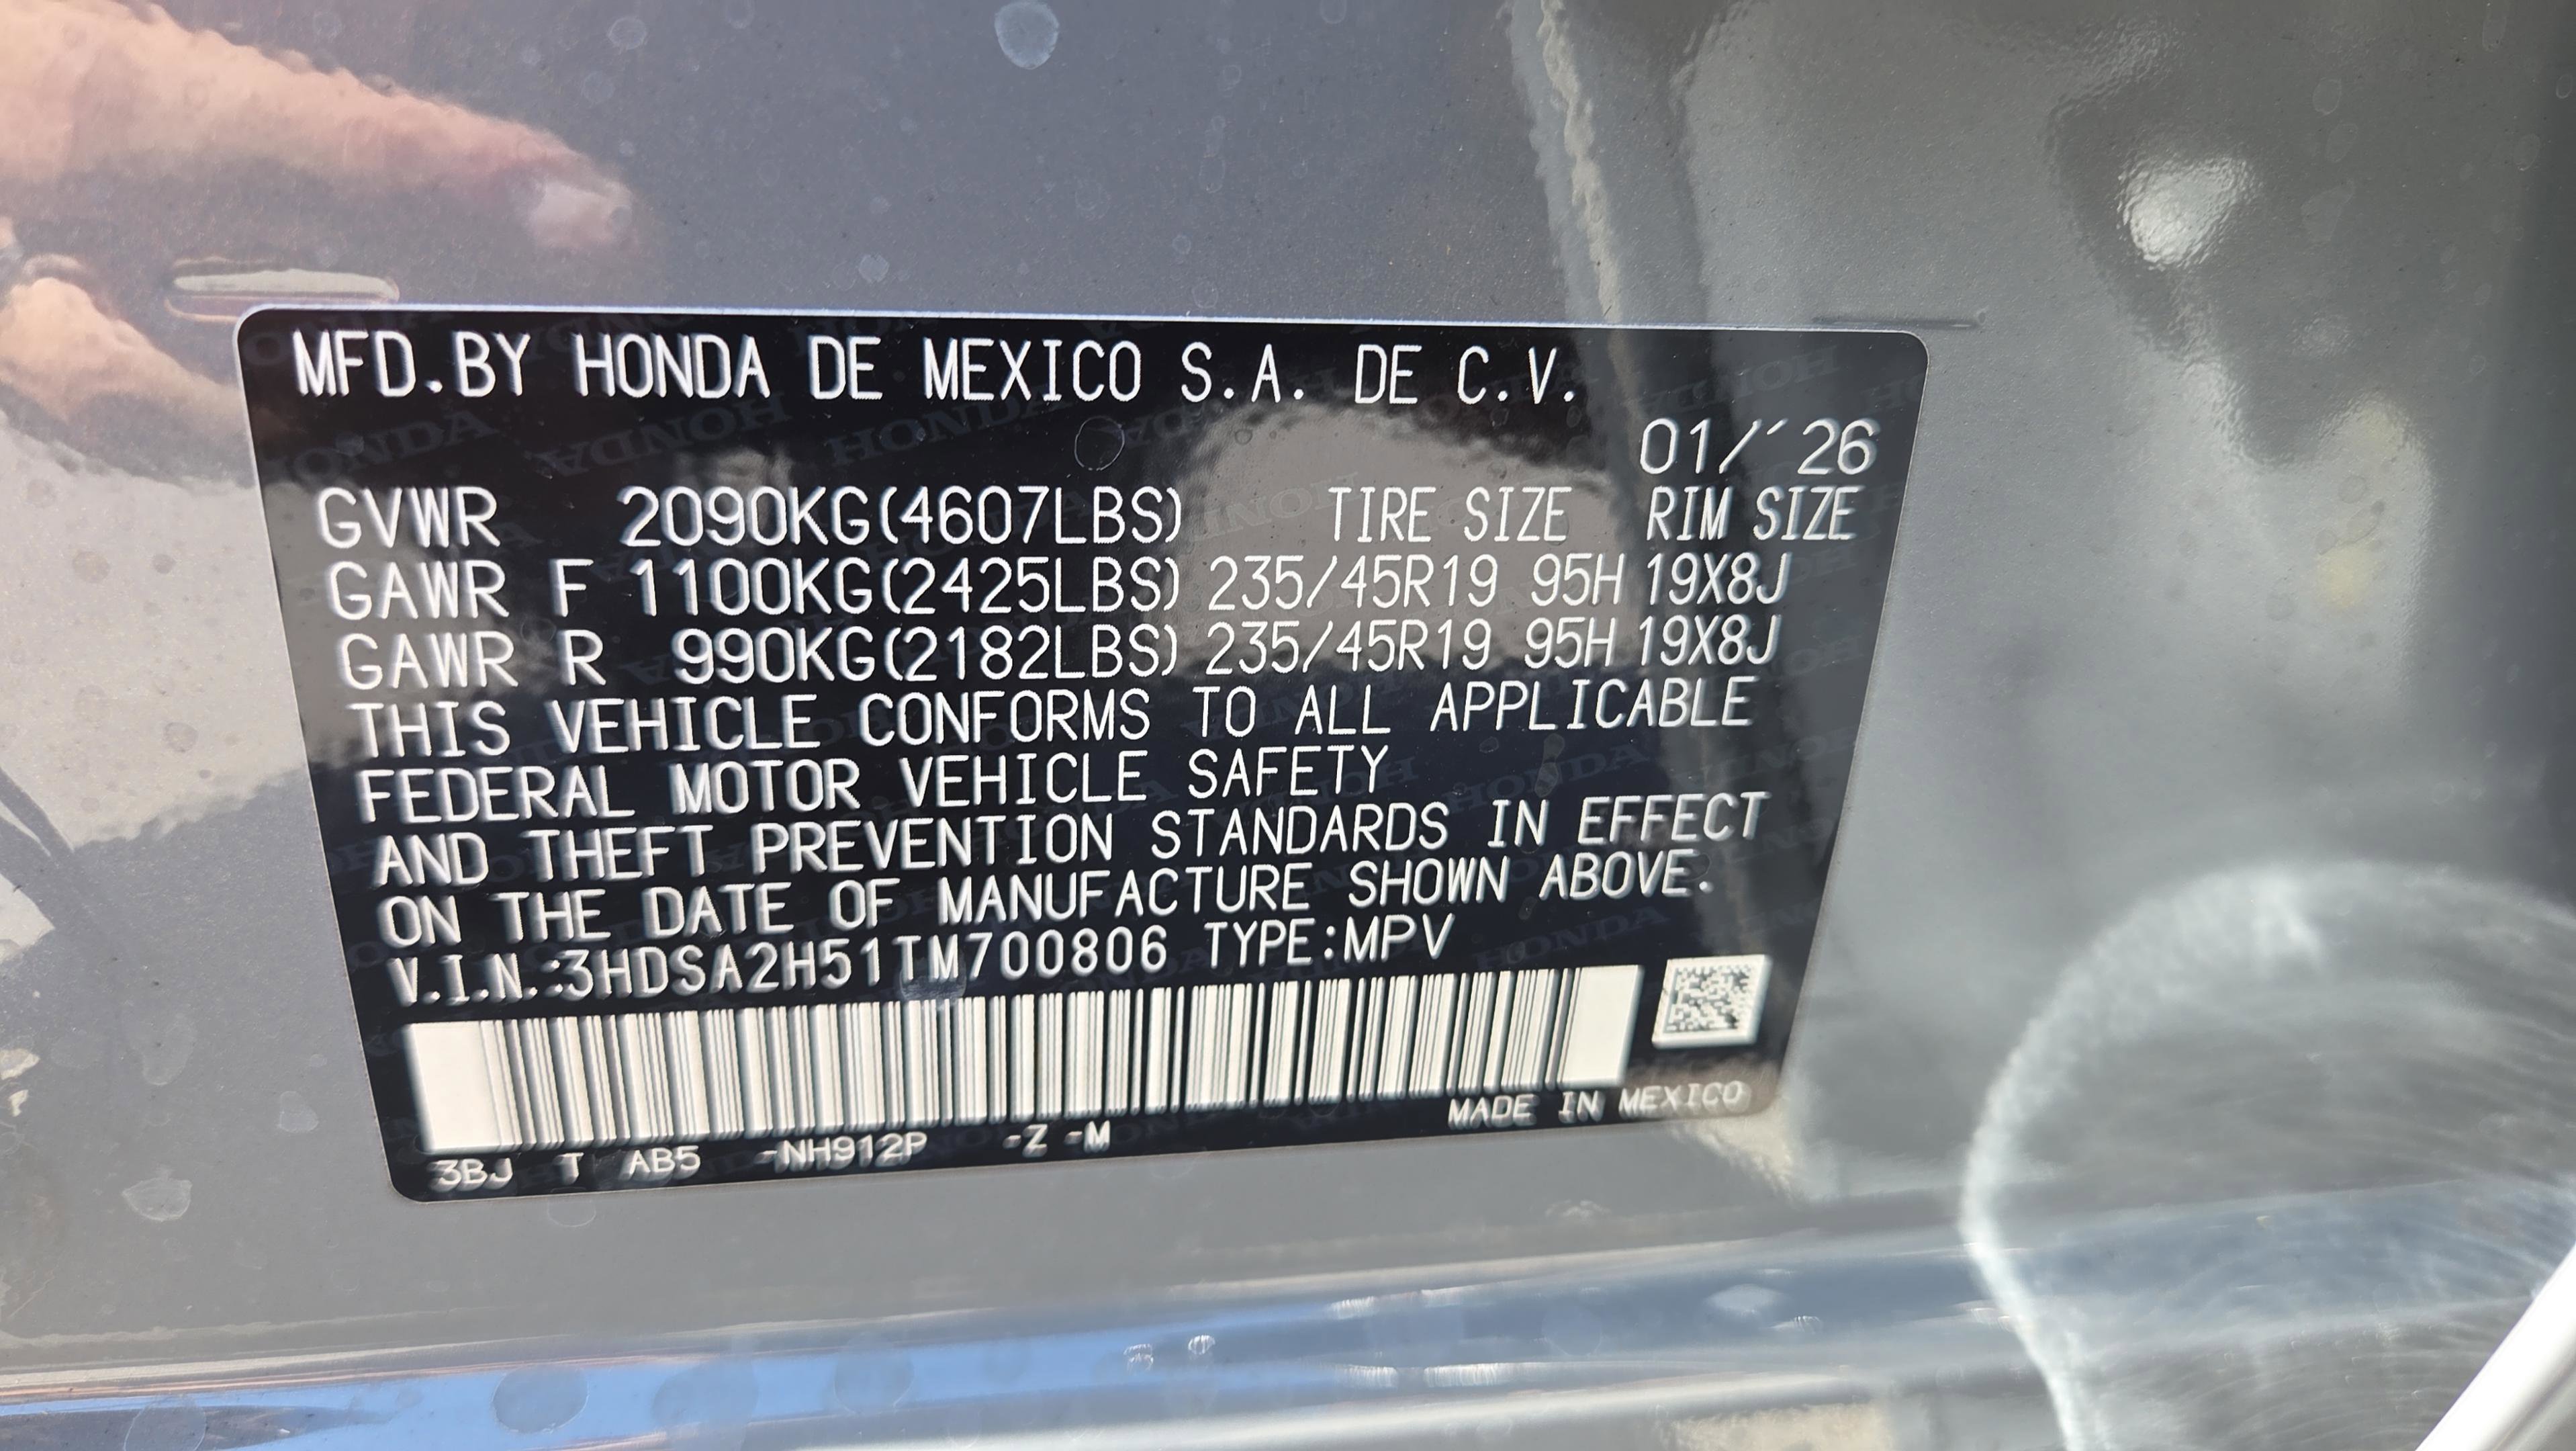 MFD.BY HONDA DE MEXICO S.A. DE C.V.
01/´26
GVWR 2090KG(4607LBS) TIRE SIZE RIM SIZE
GAWR F 1100KG(2425LBS) 235/45R19 95H 19X8J
GAWR R 990KG(2182LBS) 235/45R19 95H 19X8J
THIS VEHICLE CONFORMS TO ALL APPLICABLE
FEDERAL MOTOR VEHICLE SAFETY
AND THEFT PREVENTION STANDARDS IN EFFECT
ON THE DATE OF MANUFACTURE SHOWN ABOVE.
V.I.N.:3HDSA2H51TM700806 TYPE:MPV
MADE IN MEXICO
3BJ T AB5 -NH912P -Z -M